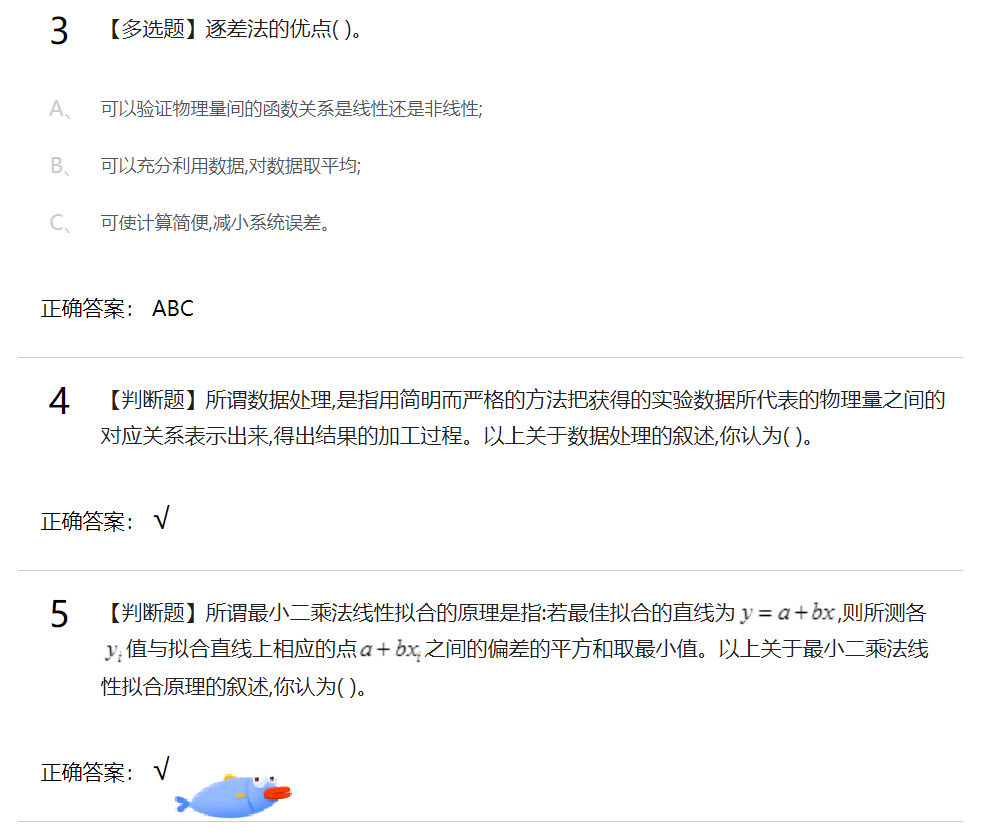 3 【多选题】逐差法的优点( )。
A、 可以验证物理量间的函数关系是线性还是非线性;
B、 可以充分利用数据,对数据取平均;
C、 可使计算简便,减小系统误差。
正确答案： ABC
4 【判断题】所谓数据处理,是指用简明而严格的方法把获得的实验数据所代表的物理量之间的
对应关系表示出来,得出结果的加工过程。以上关于数据处理的叙述,你认为( )。
正确答案： √
5 【判断题】所谓最小二乘法线性拟合的原理是指:若最佳拟合的直线为 y = a + bx ,则所测各
yᵢ 值与拟合直线上相应的点 a + bxᵢ 之间的偏差的平方和取最小值。以上关于最小二乘法线
性拟合原理的叙述,你认为( )。
正确答案： √